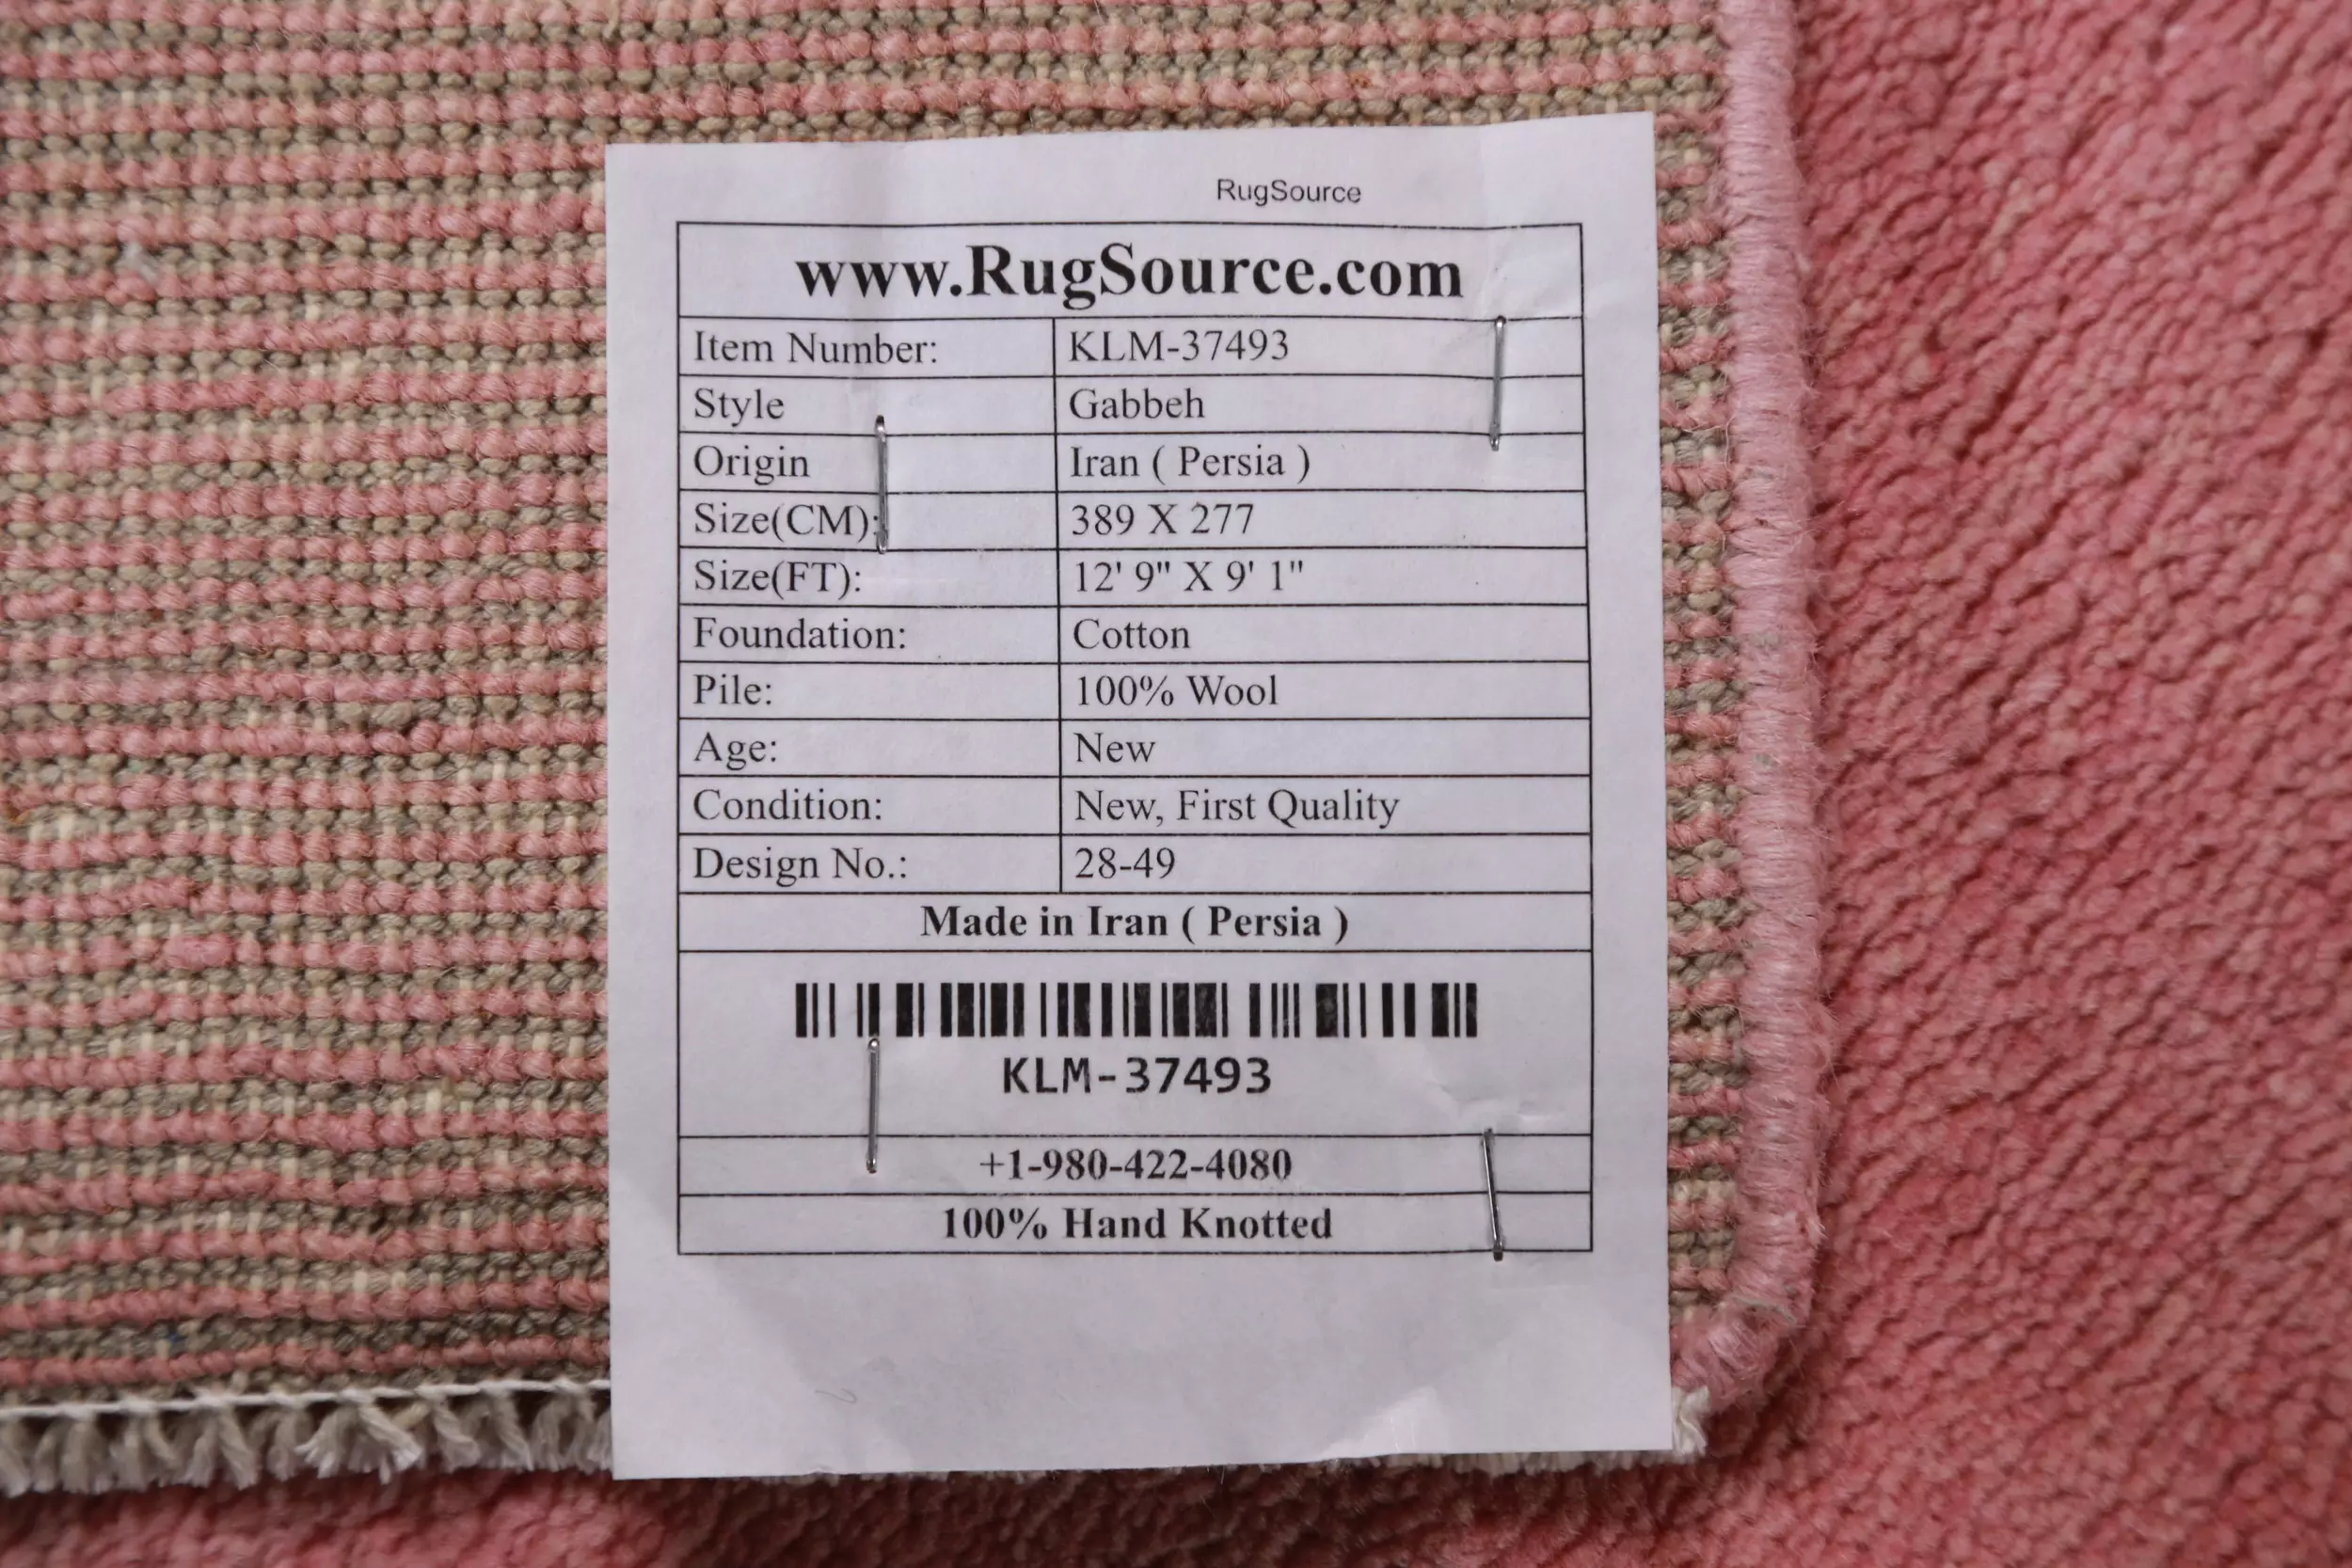 RugSource
www.RugSource.com
Item Number: KLM-37493
Style Gabbeh
Origin Iran ( Persia )
Size(CM): 389 X 277
Size(FT): 12' 9" X 9' 1"
Foundation: Cotton
Pile: 100% Wool
Age: New
Condition: New, First Quality
Design No.: 28-49
Made in Iran ( Persia )
KLM-37493
+1-980-422-4080
100% Hand Knotted